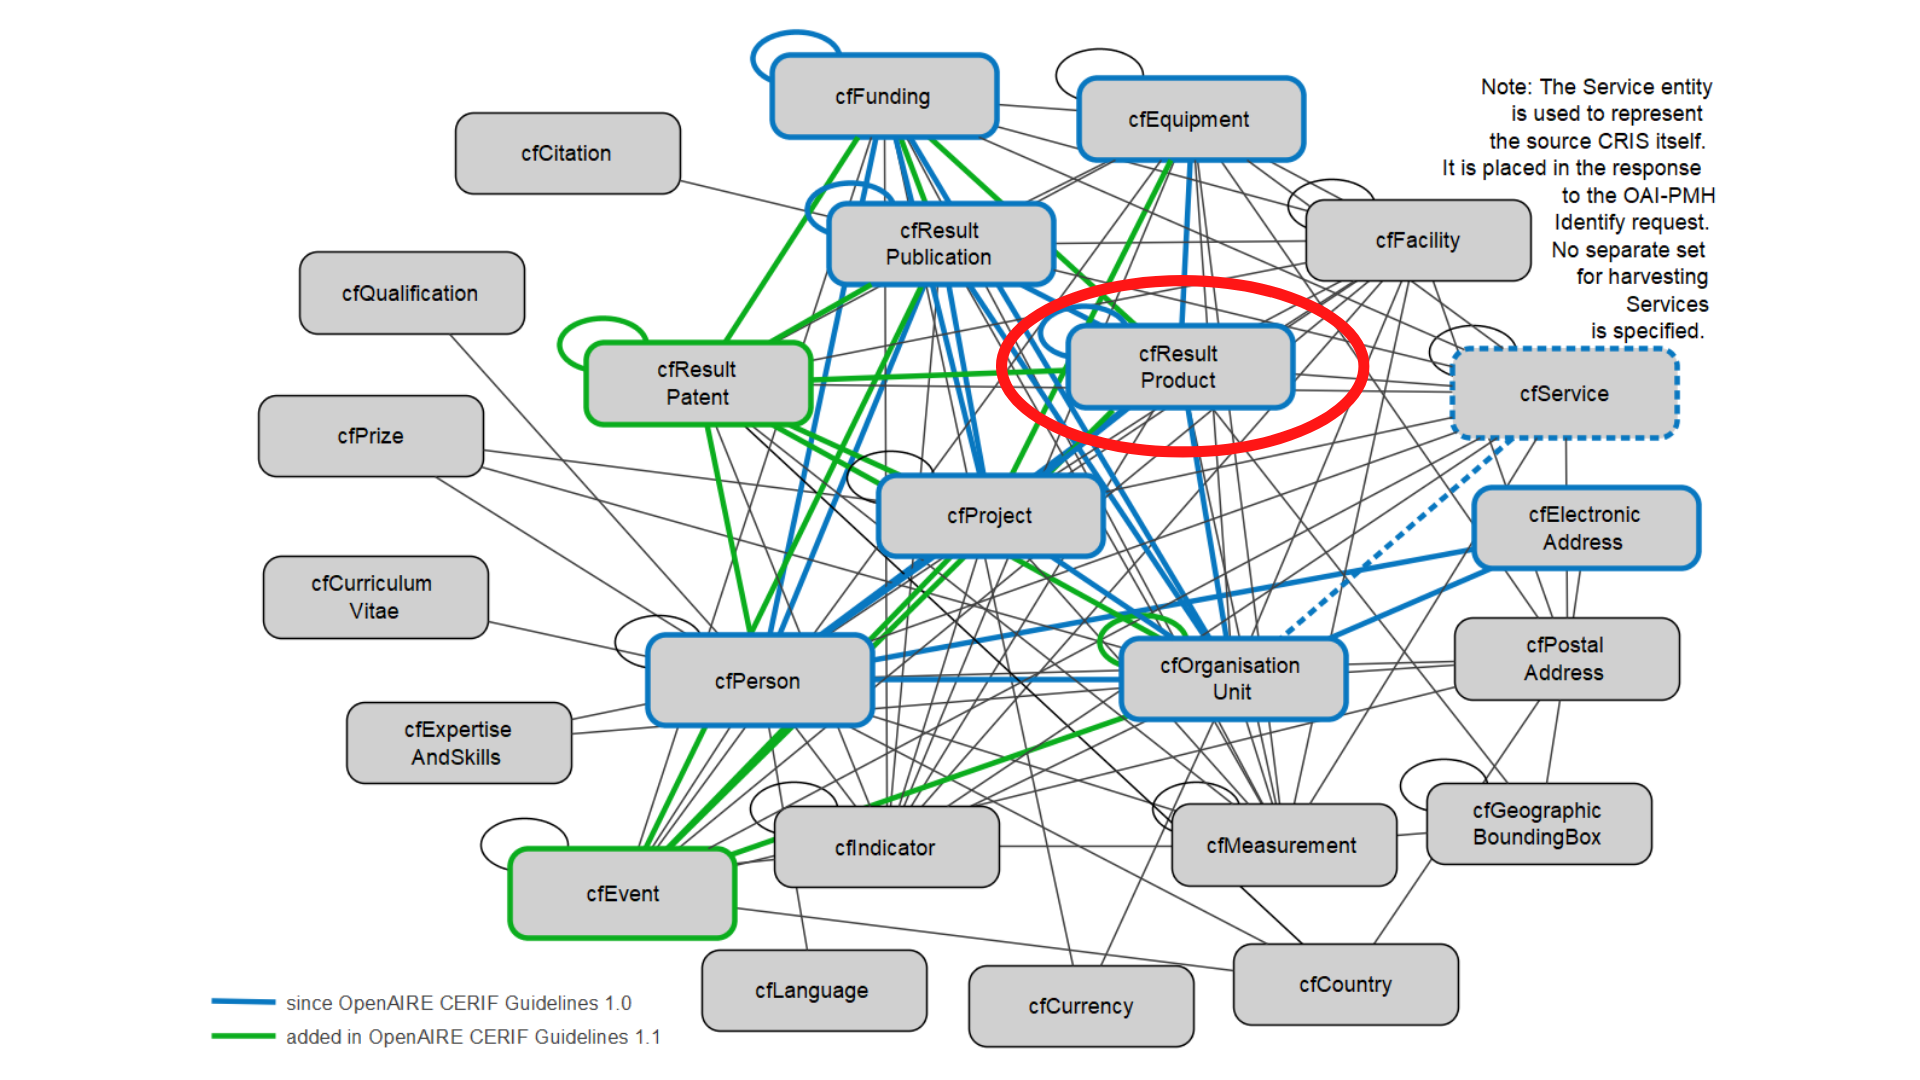 cfFunding
cfEquipment
Note: The Service entity
is used to represent
the source CRIS itself.
It is placed in the response
to the OAI-PMH
Identify request.
No separate set
for harvesting
Services
is specified.
cfCitation
cfResult
Publication
cfFacility
cfQualification
cfResult
Patent
cfResult
Product
cfService
cfPrize
cfProject
cfElectronic
Address
cfCurriculum
Vitae
cfPerson
cfOrganisation
Unit
cfPostal
Address
cfExpertise
AndSkills
cfIndicator
cfMeasurement
cfGeographic
BoundingBox
cfEvent
cfLanguage
cfCurrency
cfCountry
since OpenAIRE CERIF Guidelines 1.0
added in OpenAIRE CERIF Guidelines 1.1